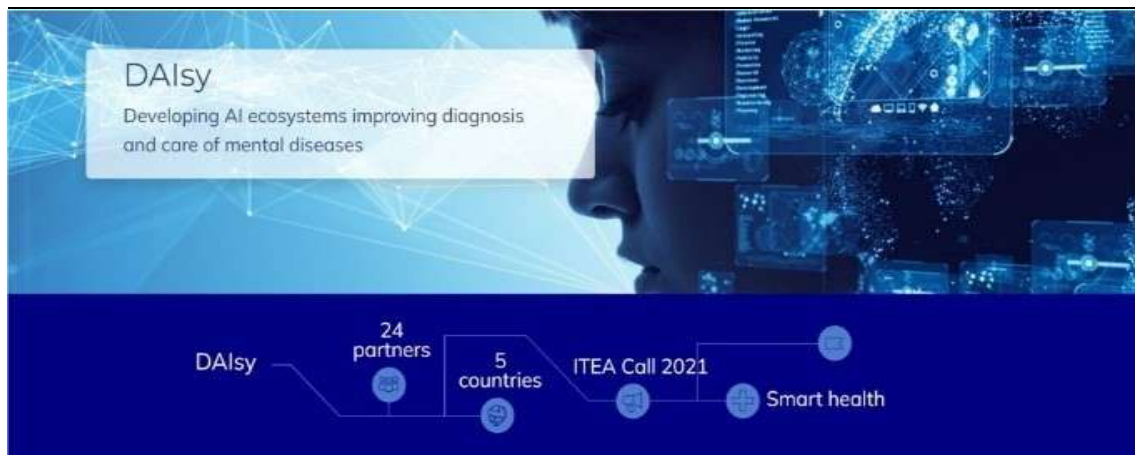 DAIsy
Developing AI ecosystems improving diagnosis
and care of mental diseases
24
partners
5
countries
DAIsy
ITEA Call 2021
Smart health